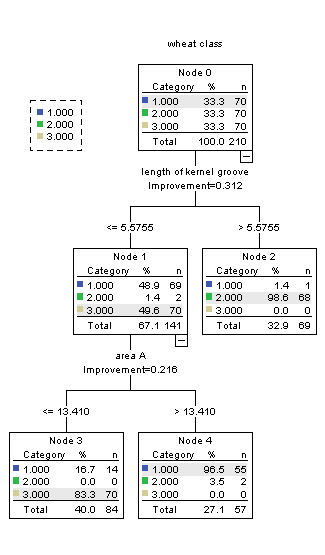 wheat class
Node 0
Category % n
1.000 33.3 70
2.000 33.3 70
3.000 33.3 70
Total 100.0 210
1.000
2.000
3.000
length of kernel groove
Improvement=0.312
<= 5.5755
> 5.5755
Node 1
Category % n
1.000 48.9 69
2.000 1.4 2
3.000 49.6 70
Total 67.1 141
Node 2
Category % n
1.000 1.4 1
2.000 98.6 68
3.000 0.0 0
Total 32.9 69
area A
Improvement=0.216
<= 13.410
> 13.410
Node 3
Category % n
1.000 16.7 14
2.000 0.0 0
3.000 83.3 70
Total 40.0 84
Node 4
Category % n
1.000 96.5 55
2.000 3.5 2
3.000 0.0 0
Total 27.1 57